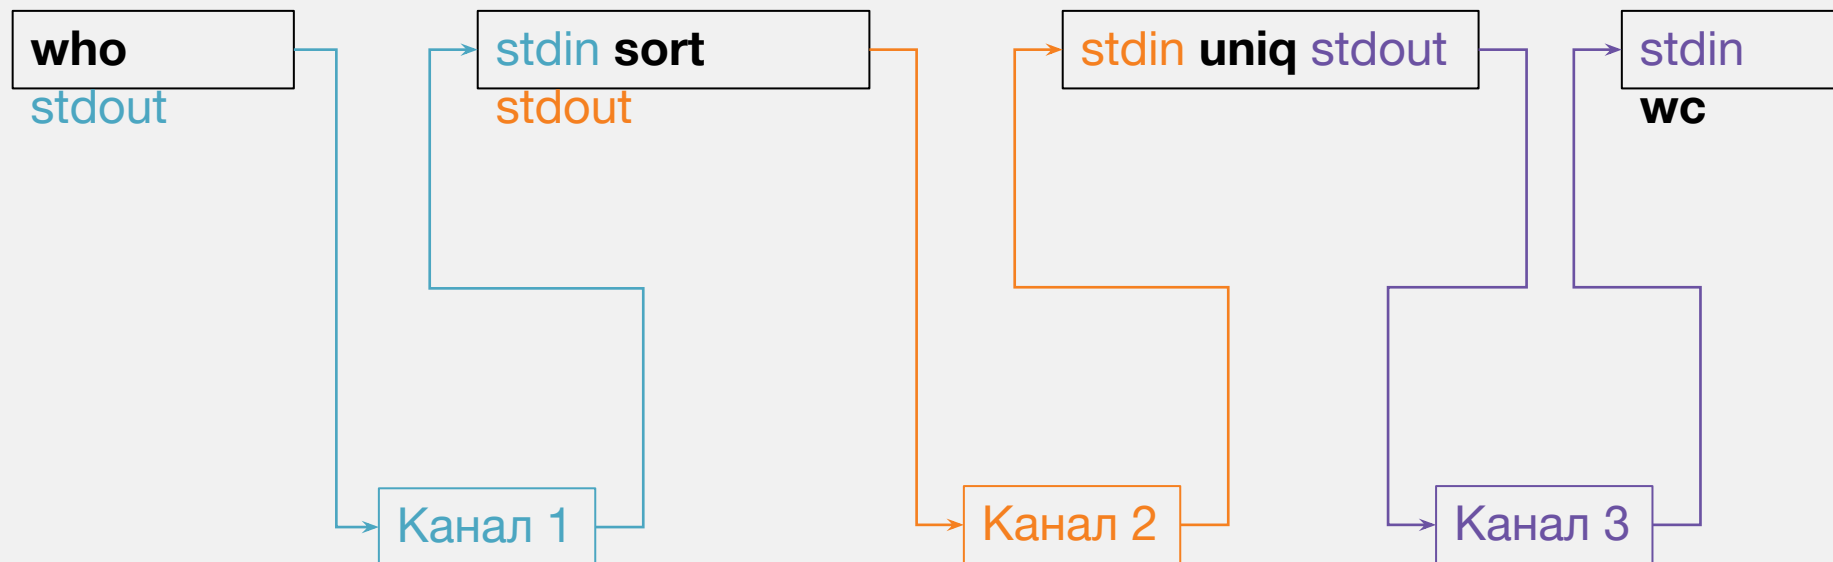 who
stdout
stdin sort
stdout
stdin uniq stdout
stdin
wc
Канал 1
Канал 2
Канал 3